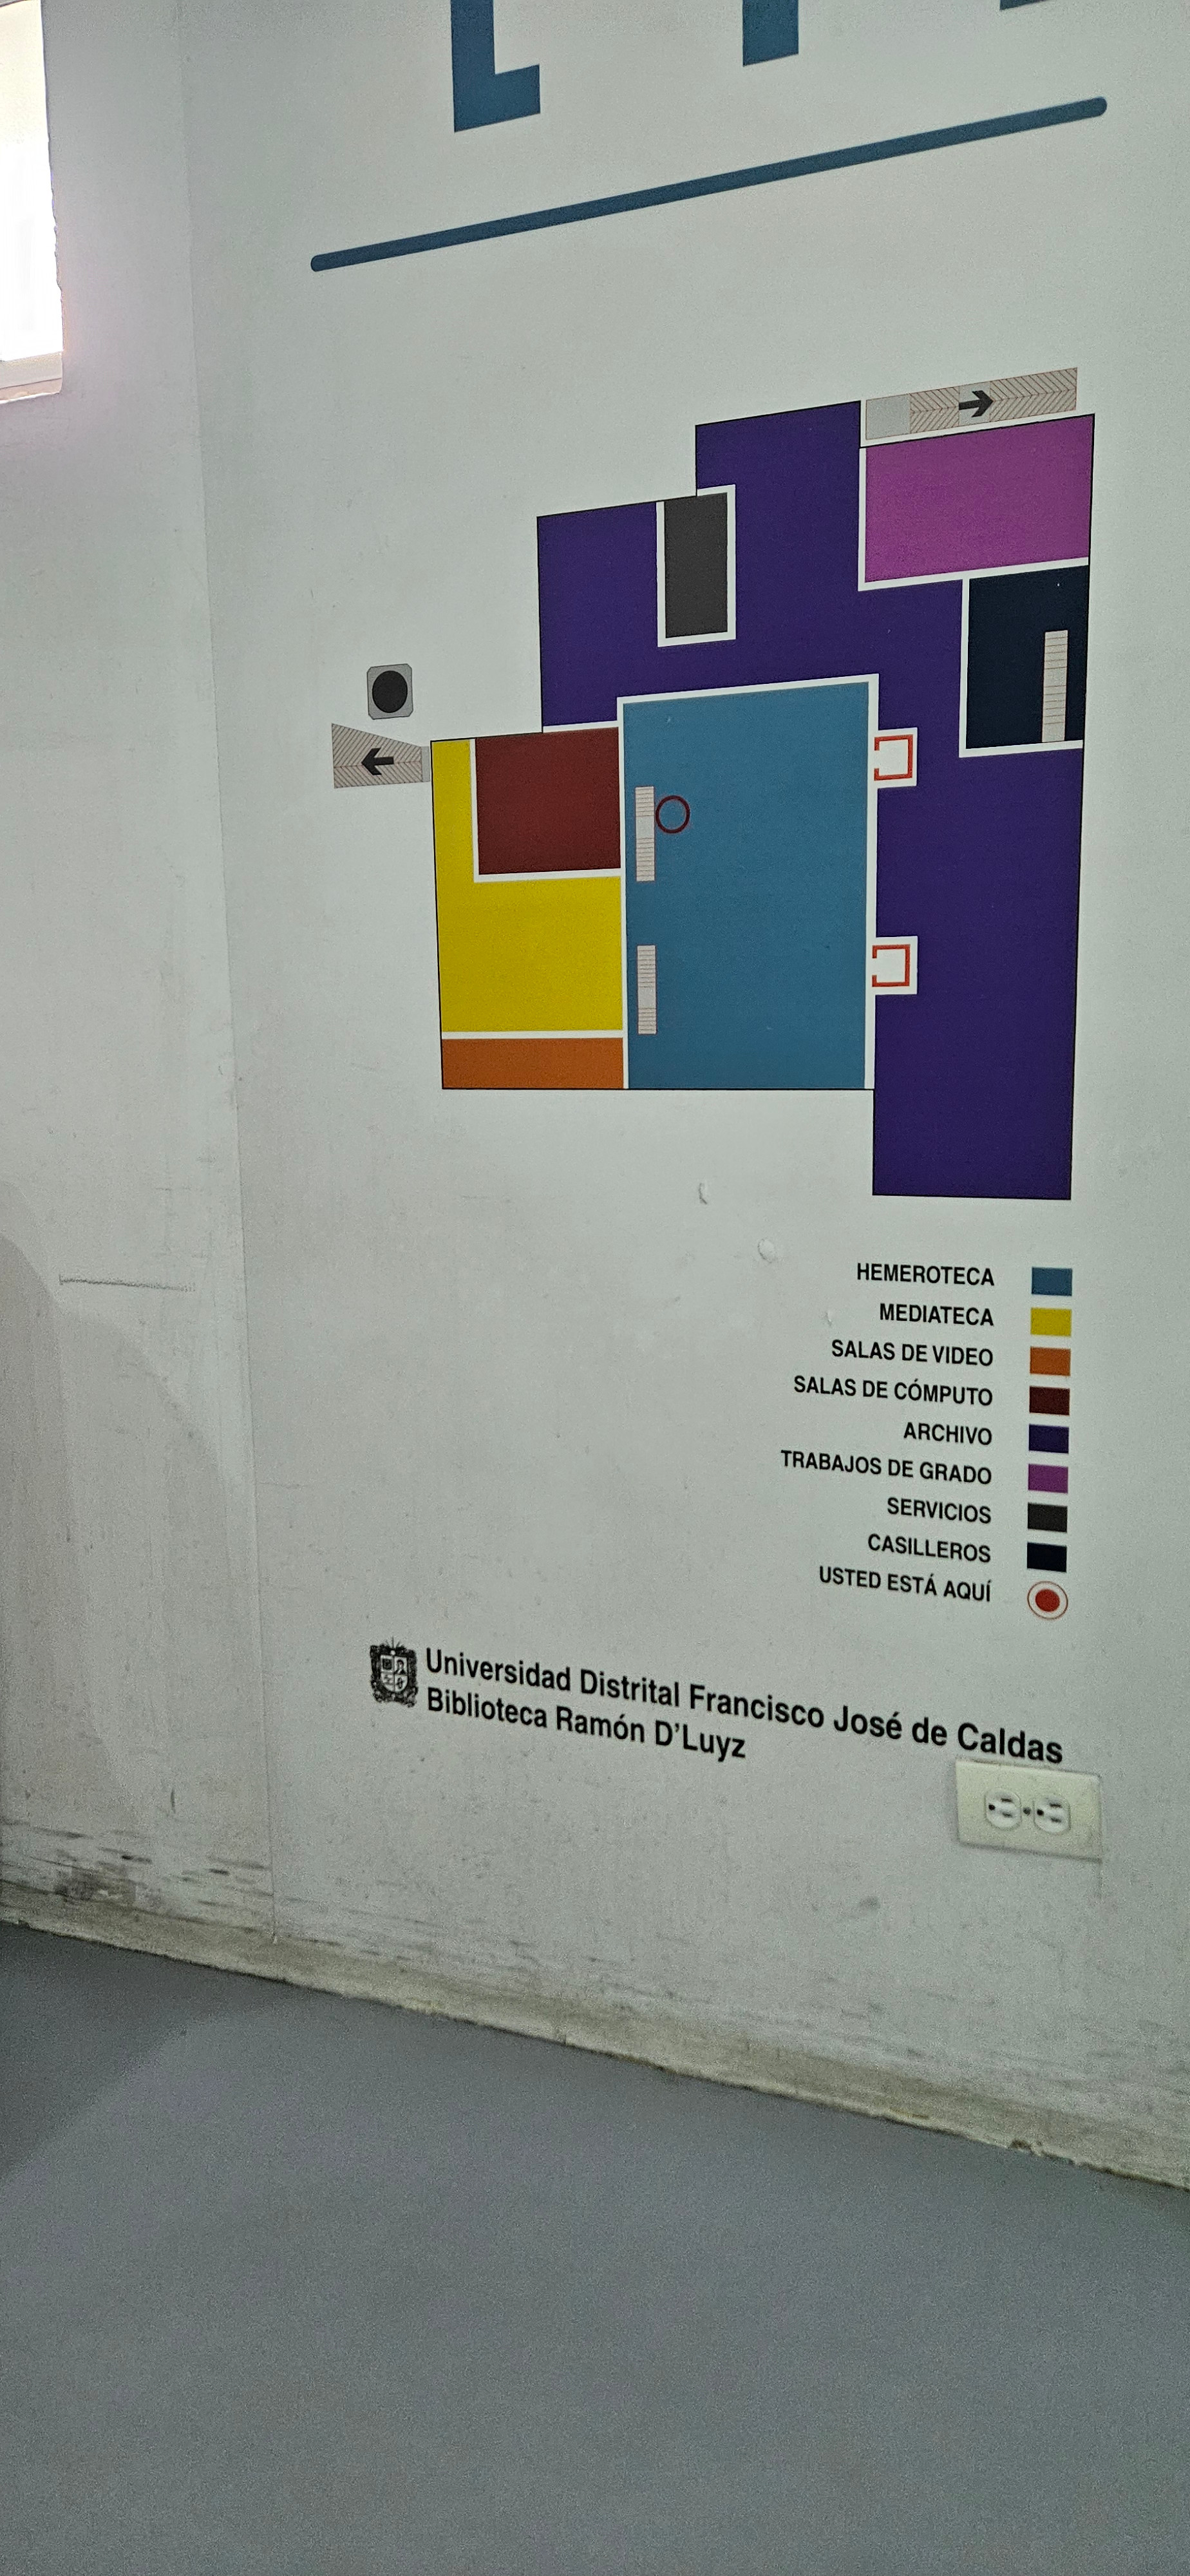 HEMEROTECA
MEDIATECA
SALAS DE VIDEO
SALAS DE CÓMPUTO
ARCHIVO
TRABAJOS DE GRADO
SERVICIOS
CASILLEROS
USTED ESTÁ AQUÍ
Universidad Distrital Francisco José de Caldas
Biblioteca Ramón D'Luyz